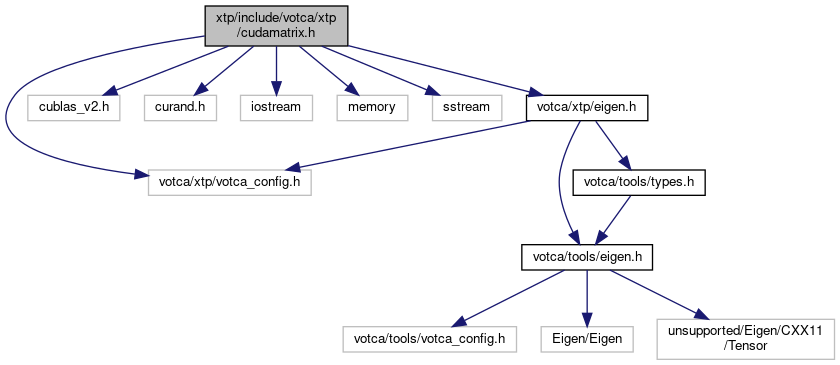 xtp/include/votca/xtp
/cudamatrix.h
cublas_v2.h
curand.h
iostream
memory
sstream
votca/xtp/eigen.h
votca/xtp/votca_config.h
votca/tools/types.h
votca/tools/eigen.h
votca/tools/votca_config.h
Eigen/Eigen
unsupported/Eigen/CXX11
/Tensor